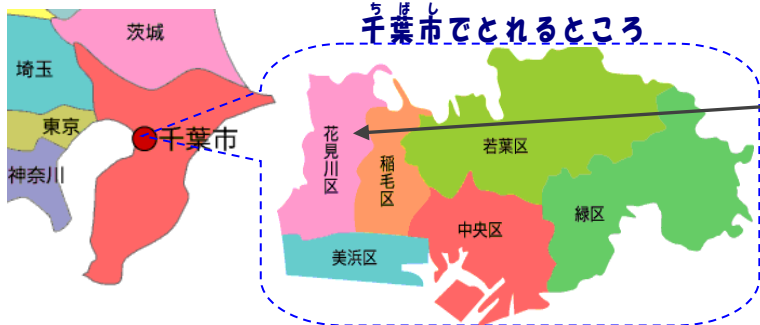 ちばし
千葉市でとれるところ
茨城
埼玉
東京
千葉市
神奈川
花見川区
稲毛区
若葉区
緑区
中央区
美浜区